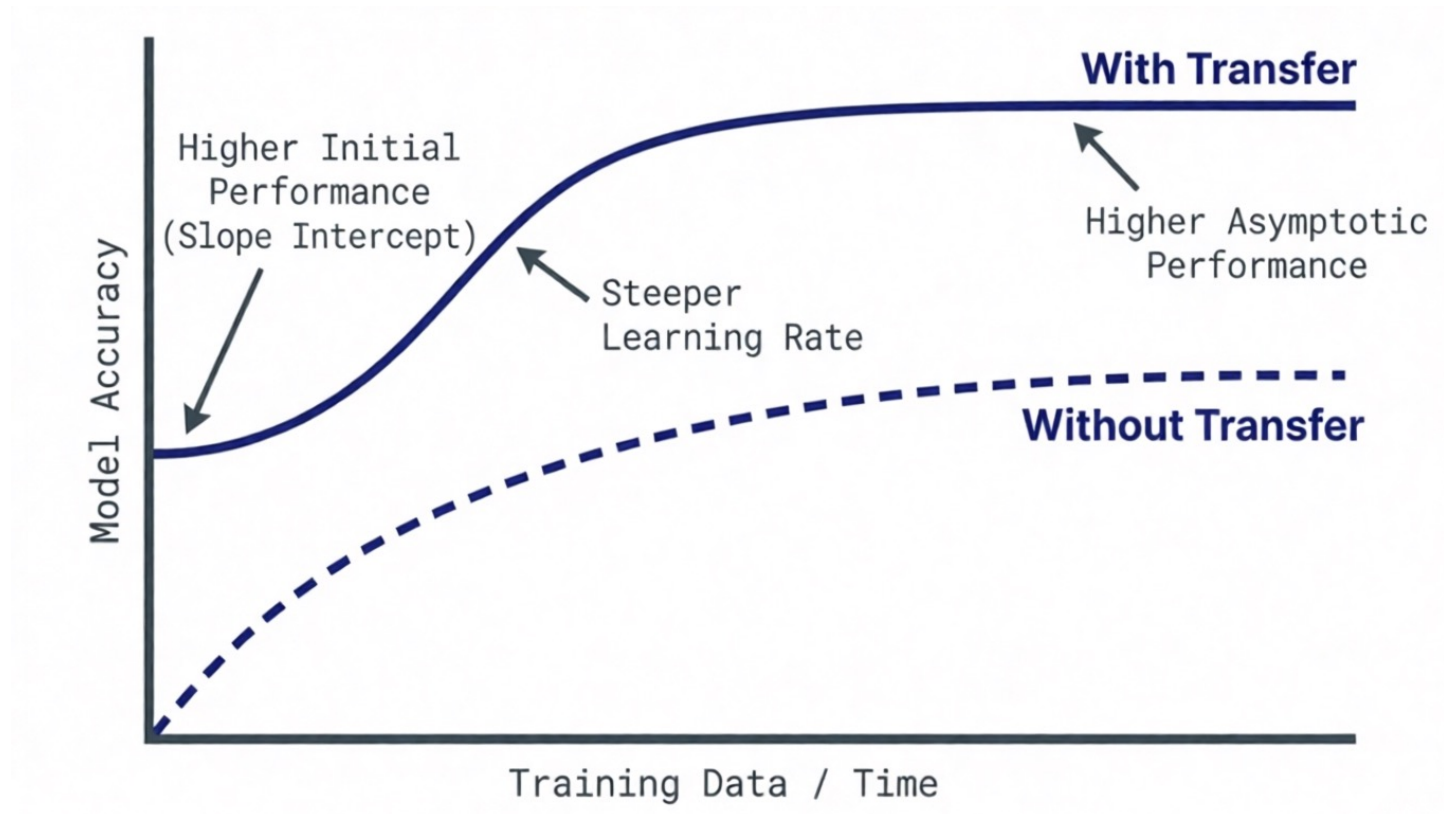 With Transfer
Higher Initial
Performance
(Slope Intercept)
Higher Asymptotic
Performance
Steeper
Learning Rate
Without Transfer
Model Accuracy
Training Data / Time